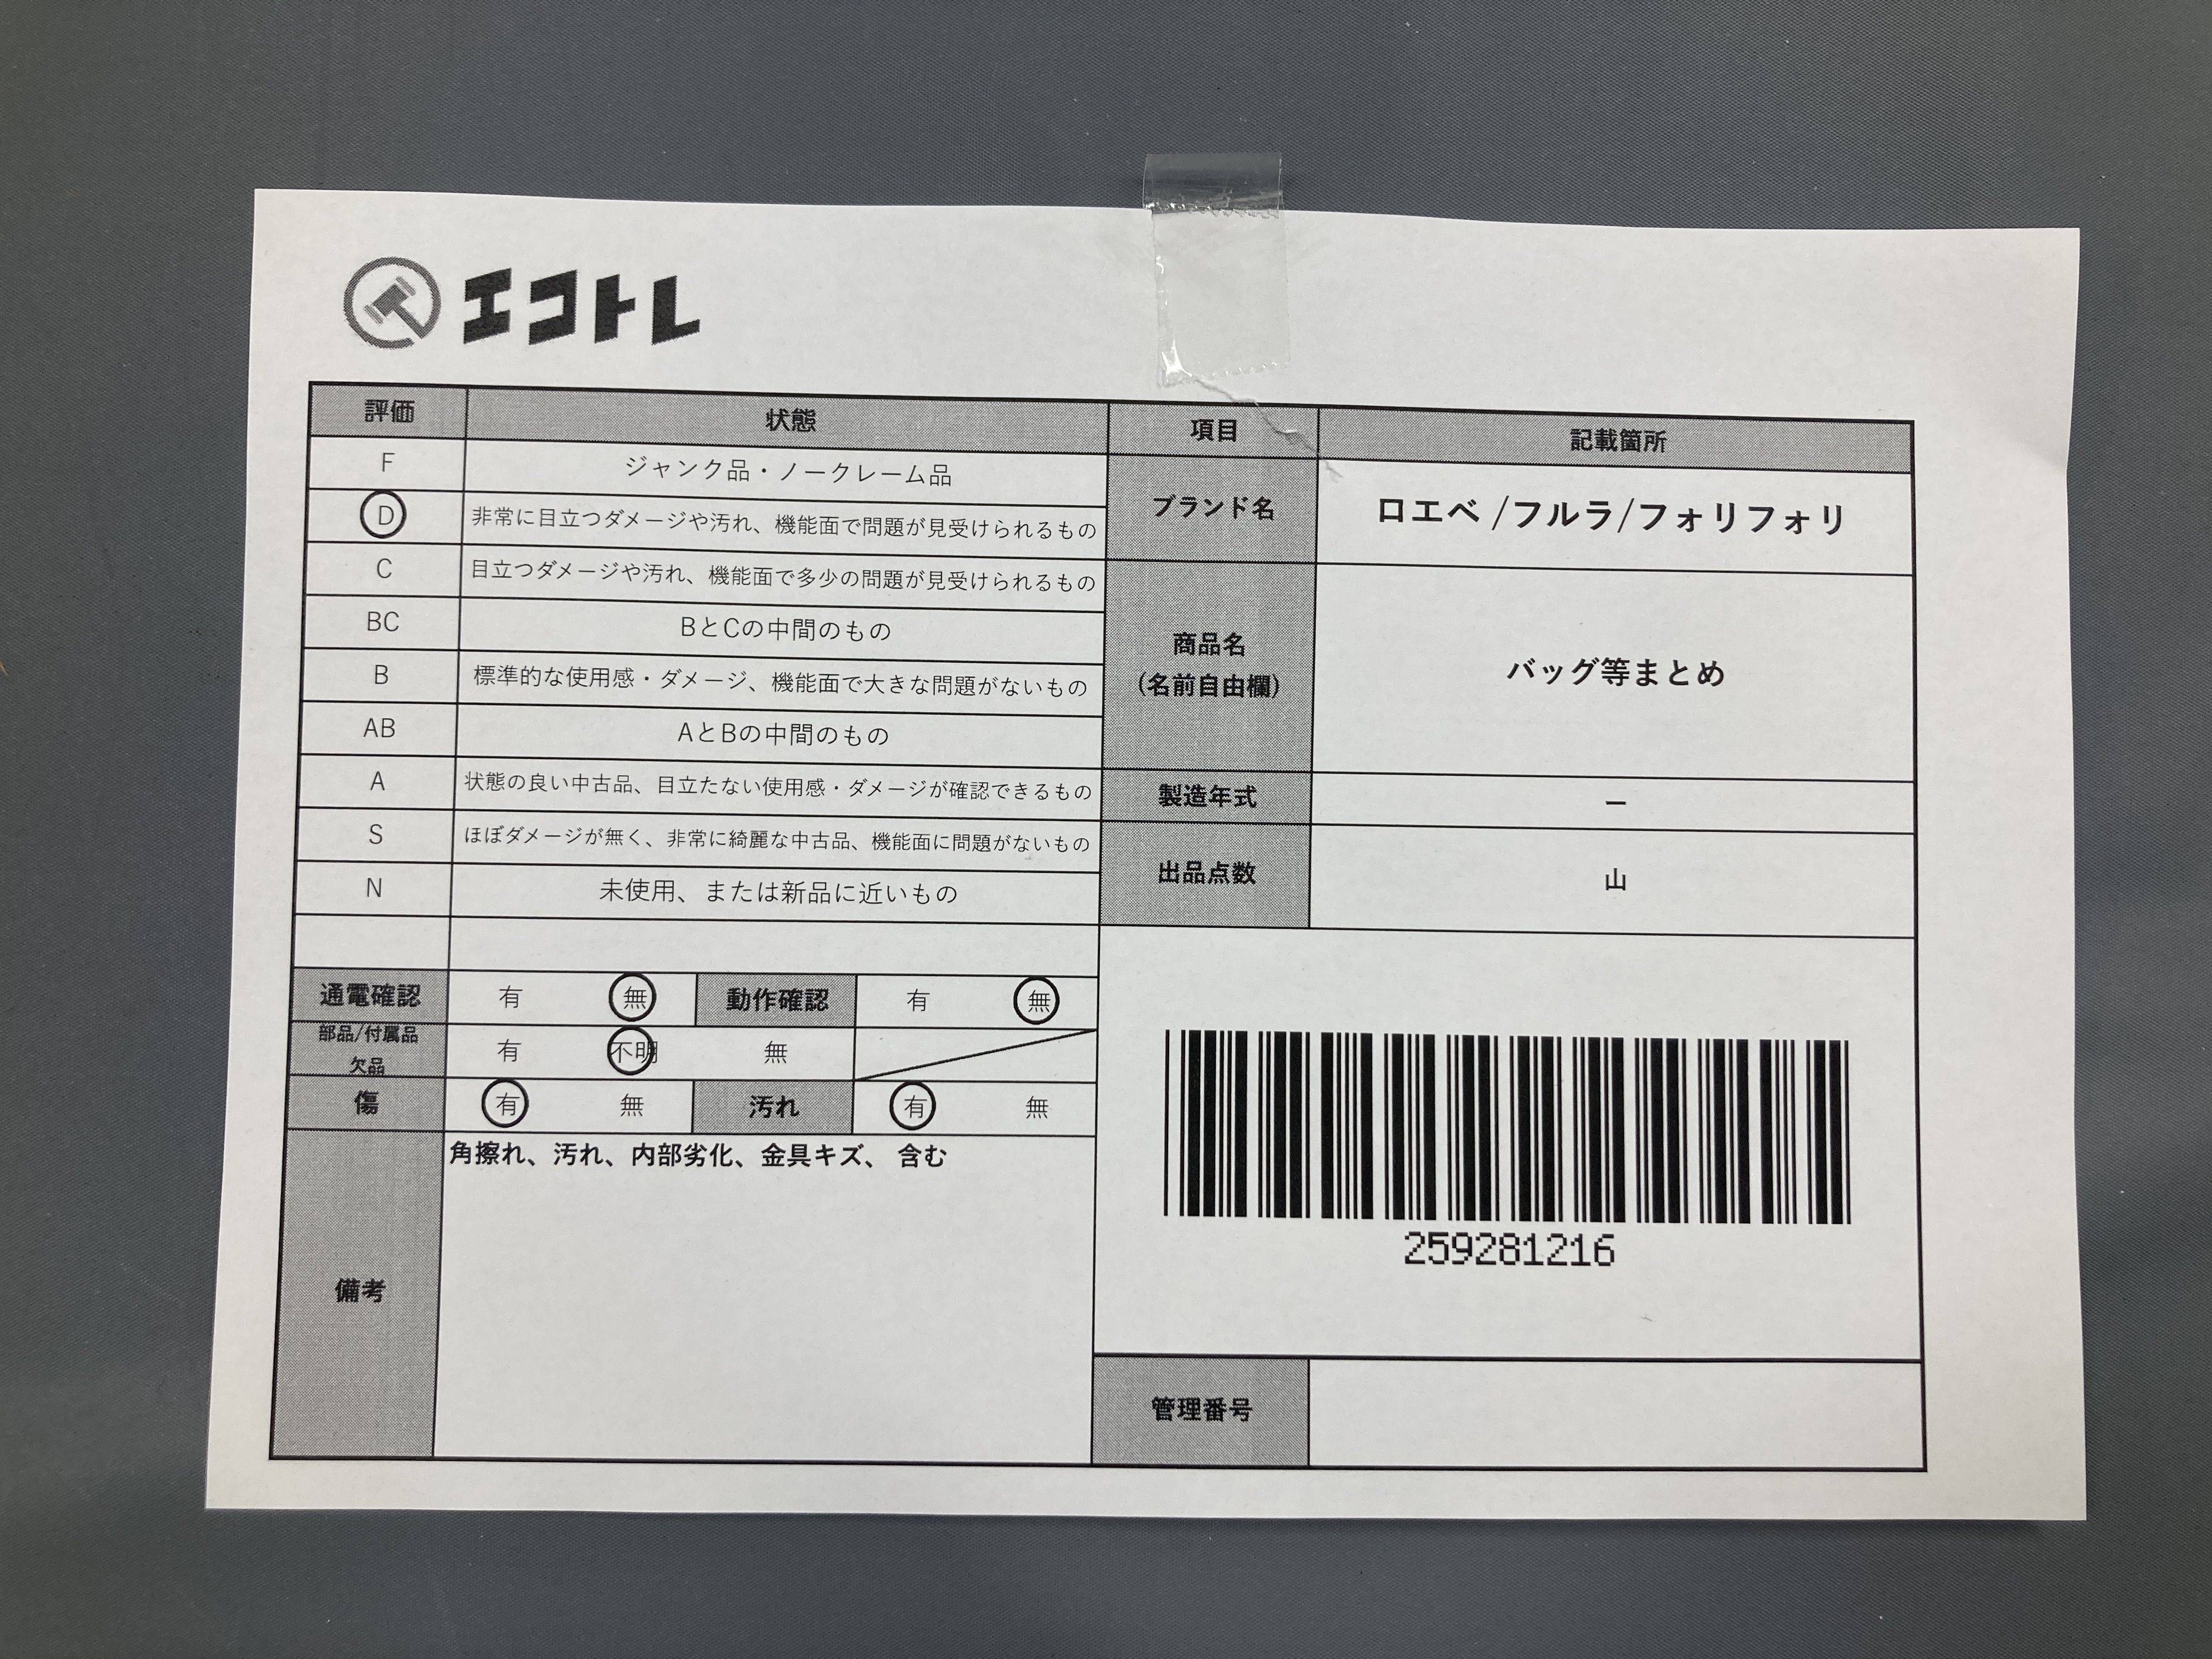 エコトレ
評価 状態 項目 記載箇所
F ジャンク品・ノークレーム品
D 非常に目立つダメージや汚れ、機能面で問題が見受けられるもの
ブランド名 ロエベ /フルラ/フォリフォリ
C 目立つダメージや汚れ、機能面で多少の問題が見受けられるもの
BC BとCの中間のもの
商品名
(名前自由欄)
バッグ等まとめ
B 標準的な使用感・ダメージ、機能面で大きな問題がないもの
AB AとBの中間のもの
A 状態の良い中古品、目立たない使用感・ダメージが確認できるもの
製造年式 ー
S ほぼダメージが無く、非常に綺麗な中古品、機能面に問題がないもの
出品点数 山
N 未使用、または新品に近いもの
通電確認 有 無 動作確認 有 無
部品/付属品
欠品
有 不明 無
傷 有 無 汚れ 有 無
備考
角擦れ、汚れ、内部劣化、金具キズ、 含む
259281216
管理番号